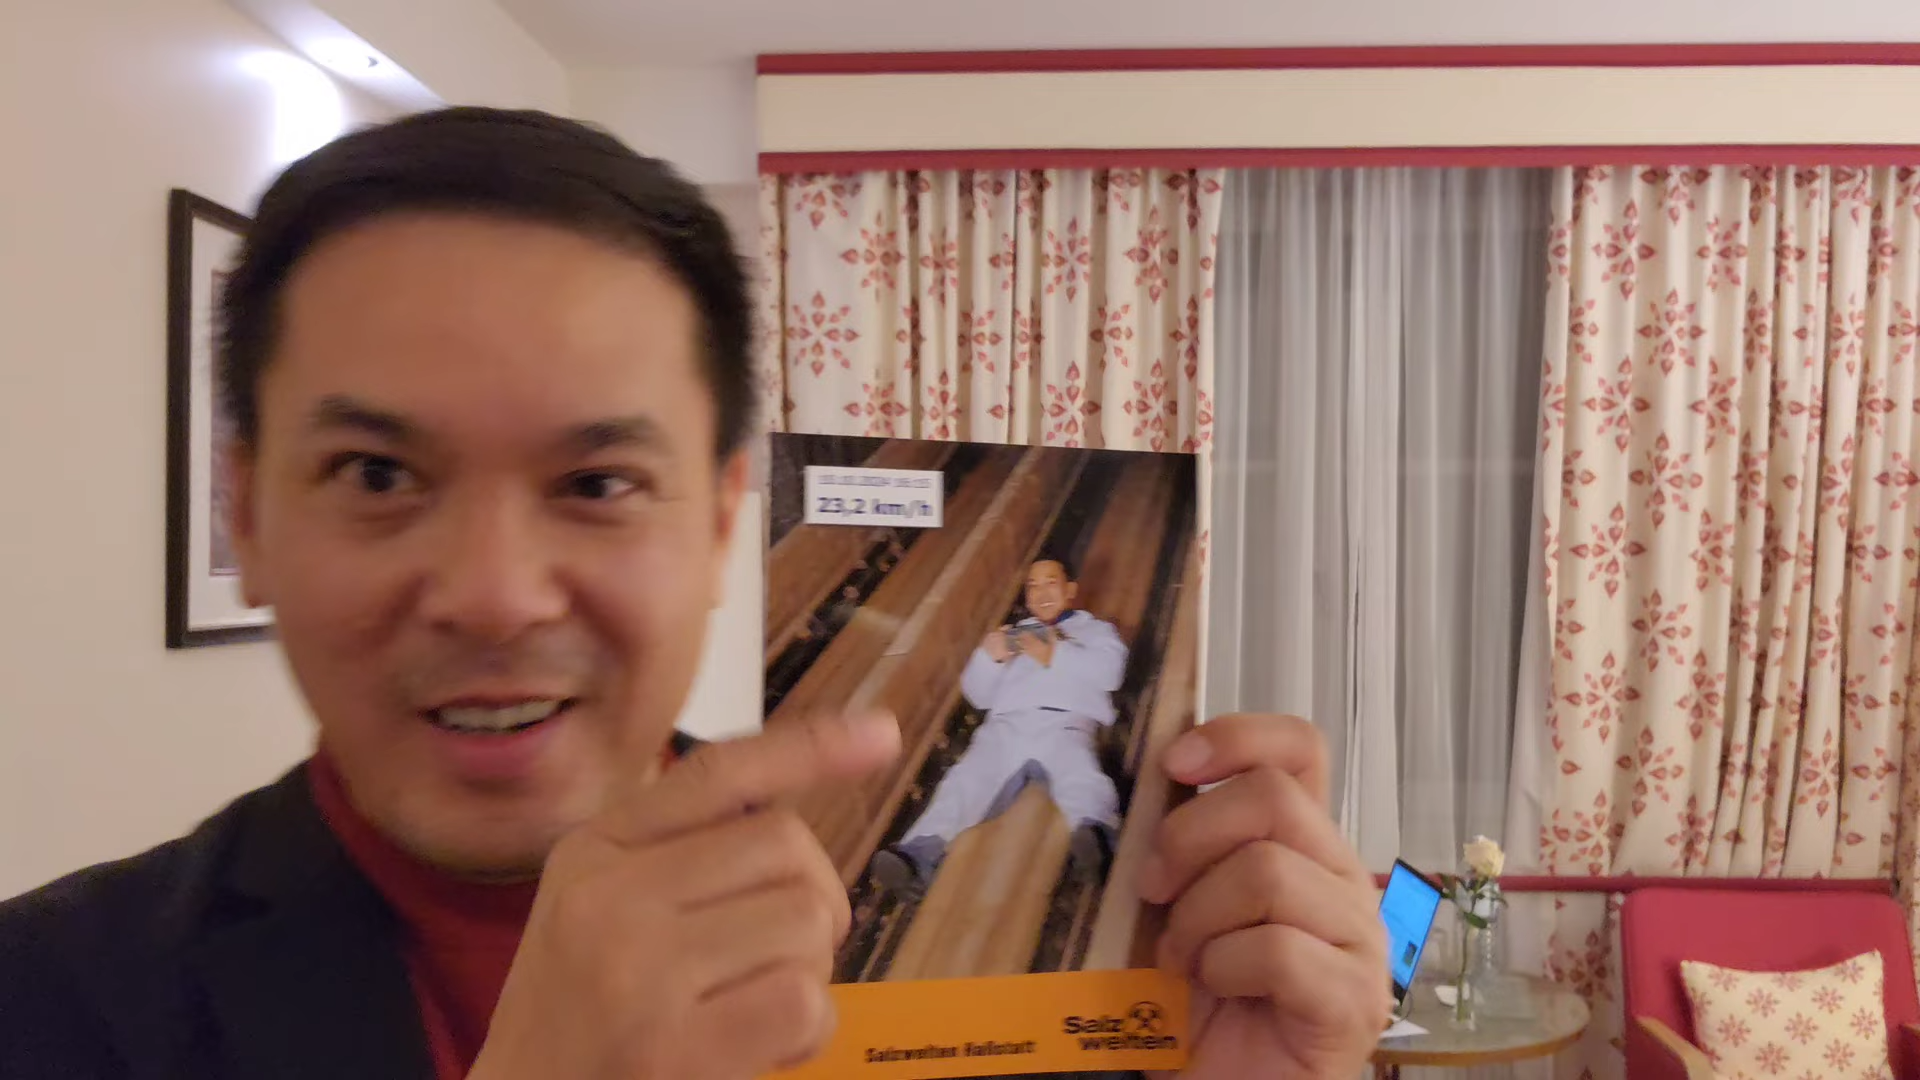 23,2 km/h
Salz
welten
Salzwelten Hallstatt